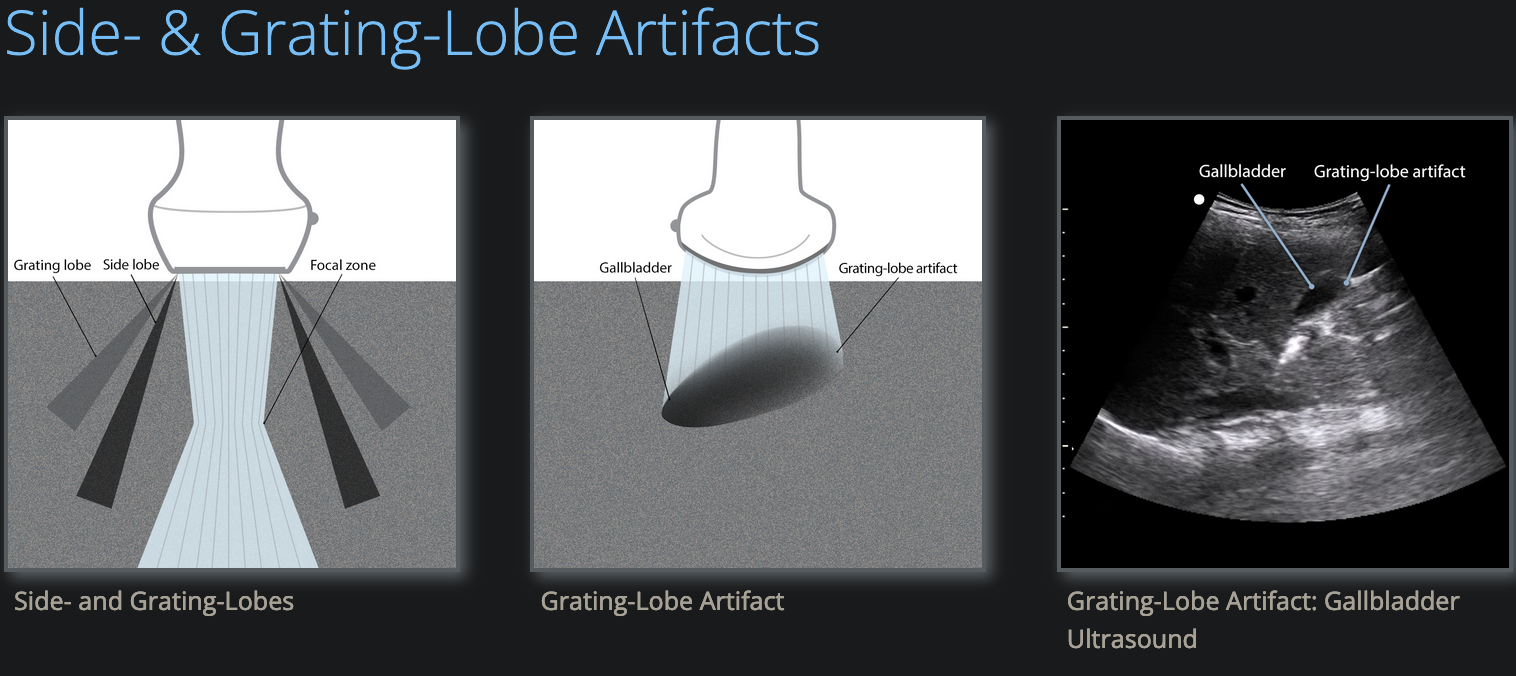 Side- & Grating-Lobe Artifacts
Grating lobe
Side lobe
Focal zone
Gallbladder
Grating-lobe artifact
Gallbladder
Grating-lobe artifact
Side- and Grating-Lobes
Grating-Lobe Artifact
Grating-Lobe Artifact: Gallbladder
Ultrasound